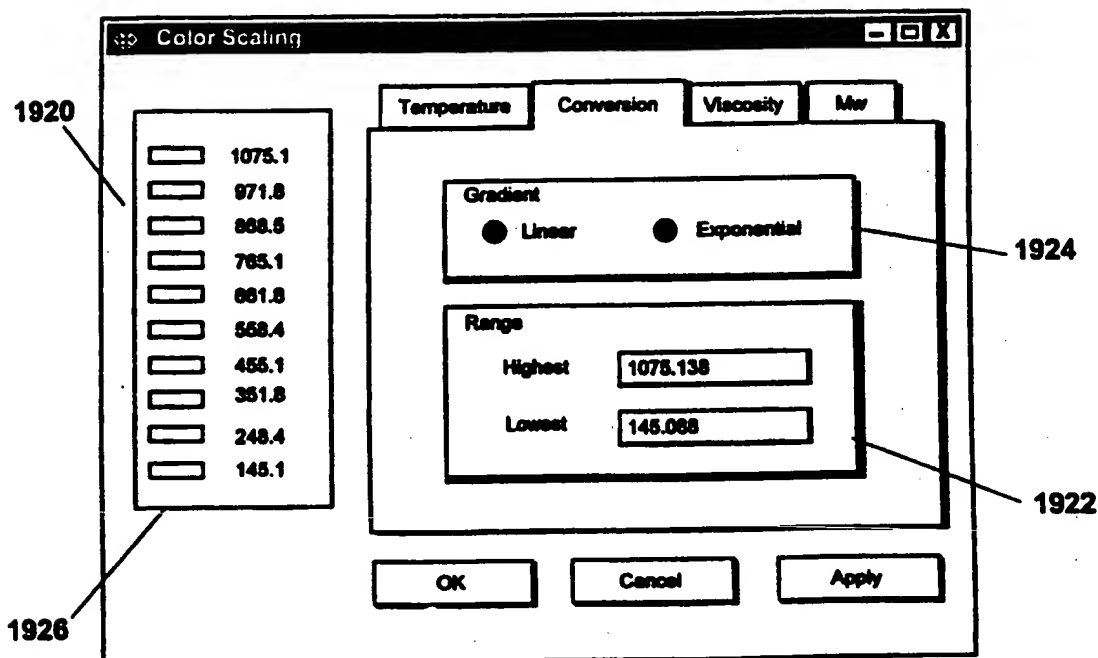 Color Scaling
Temperature Conversion Viscosity Mw
1920
1075.1
971.8
868.5
765.1
661.8
558.4
455.1
351.8
248.4
145.1
Gradient
Linear Exponential
1924
Range
Highest 1075.138
Lowest 145.068
1922
OK Cancel Apply
1926